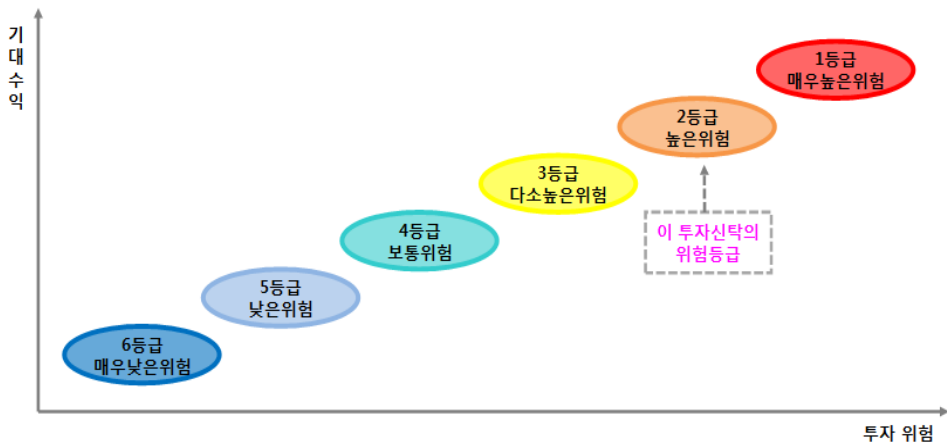 기
대
수
익
1등급
매우높은위험
2등급
높은위험
3등급
다소높은위험
이 투자신탁의
위험등급
4등급
보통위험
5등급
낮은위험
6등급
매우낮은위험
투자 위험